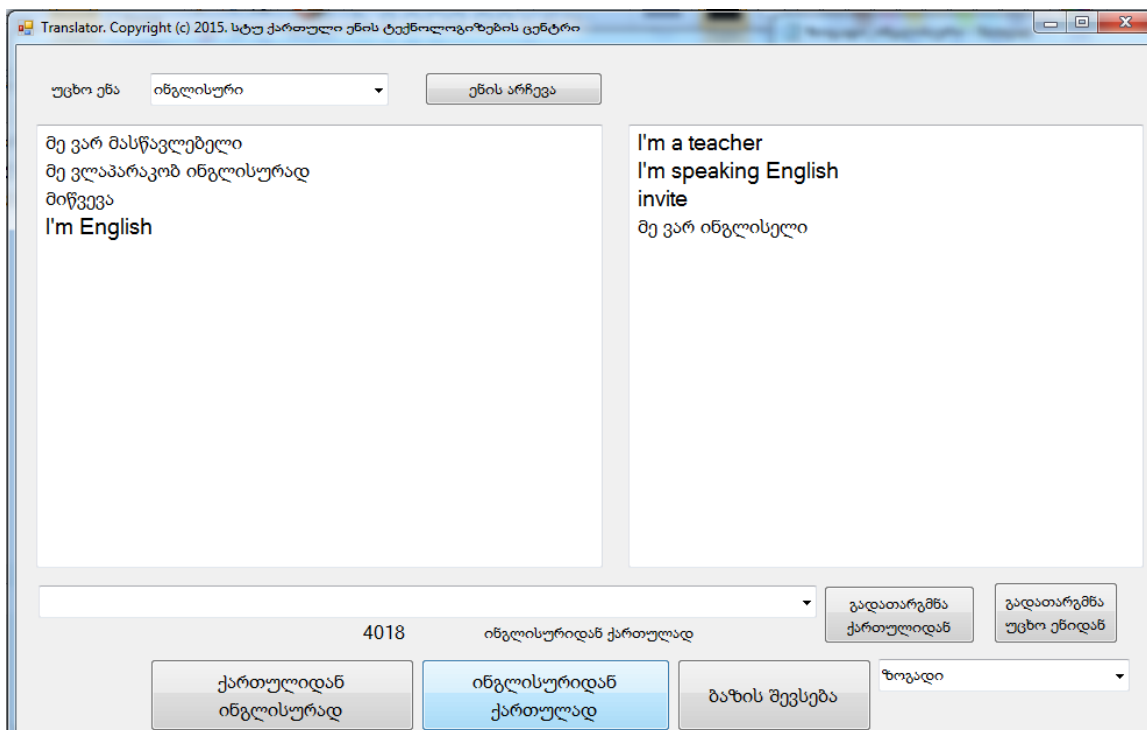 Translator. Copyright (c) 2015. სტუ ქართული ენის ტექნოლოგიზების ცენტრი
უცხო ენა
ინგლისური
ენის არჩევა
მე ვარ მასწავლებელი
მე ვლაპარაკობ ინგლისურად
მიწვევა
I'm English
I'm a teacher
I'm speaking English
invite
მე ვარ ინგლისელი
გადათარგმნა
ქართულიდან
გადათარგმნა
უცხო ენიდან
4018
ინგლისურიდან ქართულად
ქართულიდან
ინგლისურად
ინგლისურიდან
ქართულად
ბაზის შევსება
ზოგადი